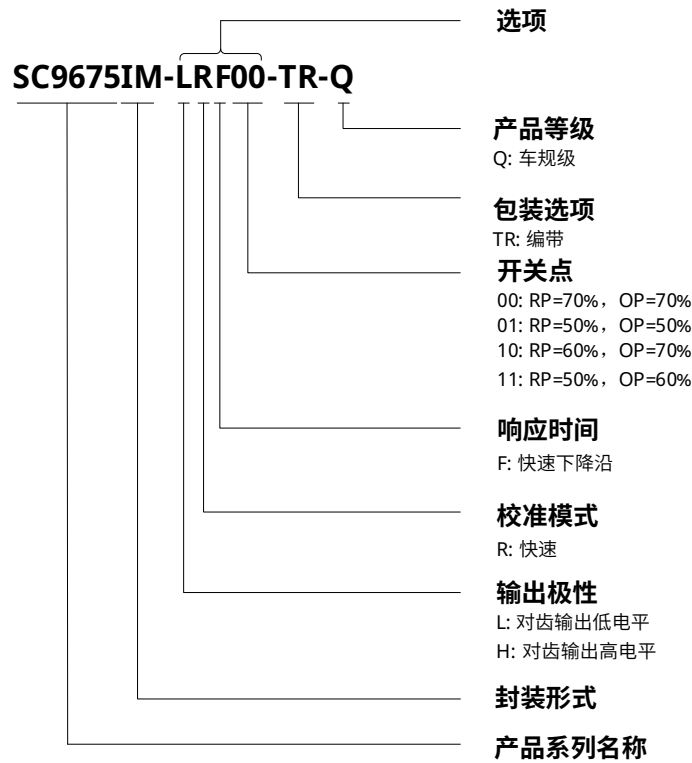 选项
SC9675IM-LRF00-TR-Q
产品等级
Q: 车规级
包装选项
TR: 编带
开关点
00: RP=70%，OP=70%
01: RP=50%，OP=50%
10: RP=60%，OP=70%
11: RP=50%，OP=60%
响应时间
F: 快速下降沿
校准模式
R: 快速
输出极性
L: 对齿输出低电平
H: 对齿输出高电平
封装形式
产品系列名称